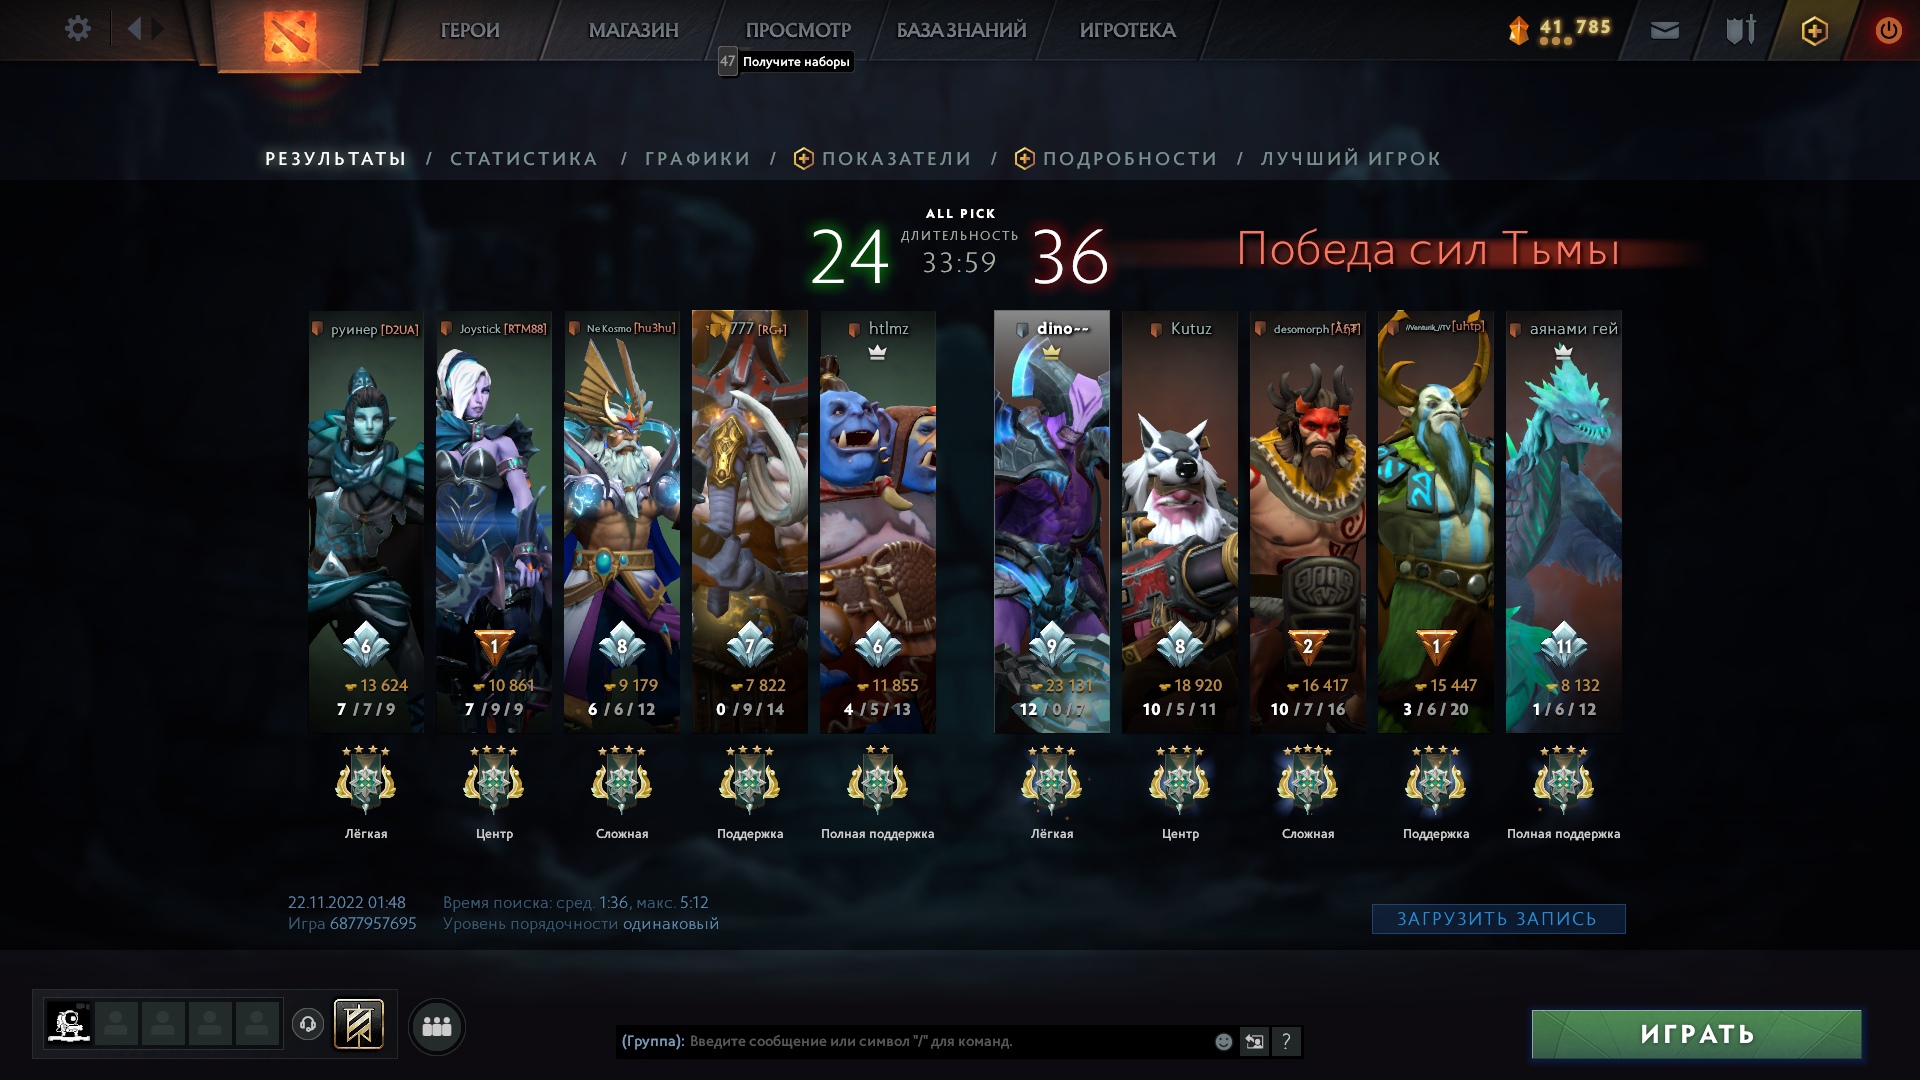 ГЕРОИ
МАГАЗИН
ПРОСМОТР
БАЗА ЗНАНИЙ
ИГРОТЕКА
41 785
47 Получите наборы
РЕЗУЛЬТАТЫ / СТАТИСТИКА / ГРАФИКИ / ПОКАЗАТЕЛИ / ПОДРОБНОСТИ / ЛУЧШИЙ ИГРОК
ALL PICK
24 ДЛИТЕЛЬНОСТЬ 36
33:59
Победа сил Тьмы
руинер [D2UA]
Joystick [RTM88]
Ne Kosmo [hu3hu]
777 [RG+]
htlmz
dino~~
Kutuz
desomorph
//Venturik_//TV [uhtp]
аянами гей
6 1 8 7 6 9 8 2 1 11
13 624
10 861
9 179
7 822
11 855
23 131
18 920
16 417
15 447
8 132
7 / 7 / 9
7 / 9 / 9
6 / 6 / 12
0 / 9 / 14
4 / 5 / 13
12 / 0 / 7
10 / 5 / 11
10 / 7 / 16
3 / 6 / 20
1 / 6 / 12
Лёгкая
Центр
Сложная
Поддержка
Полная поддержка
Лёгкая
Центр
Сложная
Поддержка
Полная поддержка
22.11.2022 01:48
Время поиска: сред. 1:36, макс. 5:12
Игра 6877957695
Уровень порядочности одинаковый
ЗАГРУЗИТЬ ЗАПИСЬ
(Группа): Введите сообщение или символ "/" для команд.
?
ИГРАТЬ